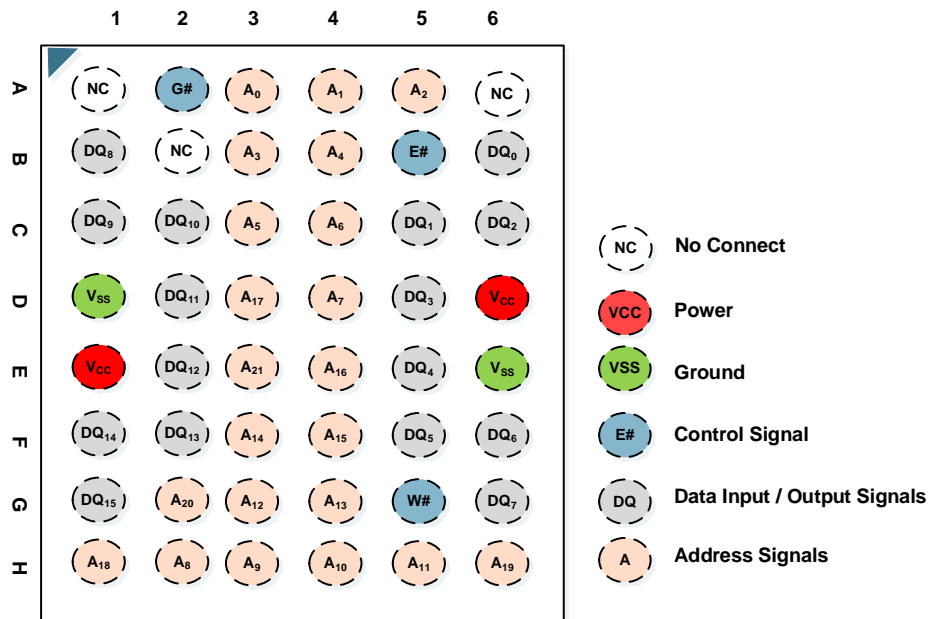 1 2 3 4 5 6
A NC G# A₀ A₁ A₂ NC
B DQ₈ NC A₃ A₄ E# DQ₀
C DQ₉ DQ₁₀ A₅ A₆ DQ₁ DQ₂
NC No Connect
D VSS DQ₁₁ A₁₇ A₇ DQ₃ VCC
VCC Power
E VCC DQ₁₂ A₂₁ A₁₆ DQ₄ VSS
VSS Ground
F DQ₁₄ DQ₁₃ A₁₄ A₁₅ DQ₅ DQ₆
E# Control Signal
G DQ₁₅ A₂₀ A₁₂ A₁₃ W# DQ₇
DQ Data Input / Output Signals
H A₁₈ A₈ A₉ A₁₀ A₁₁ A₁₉
A Address Signals